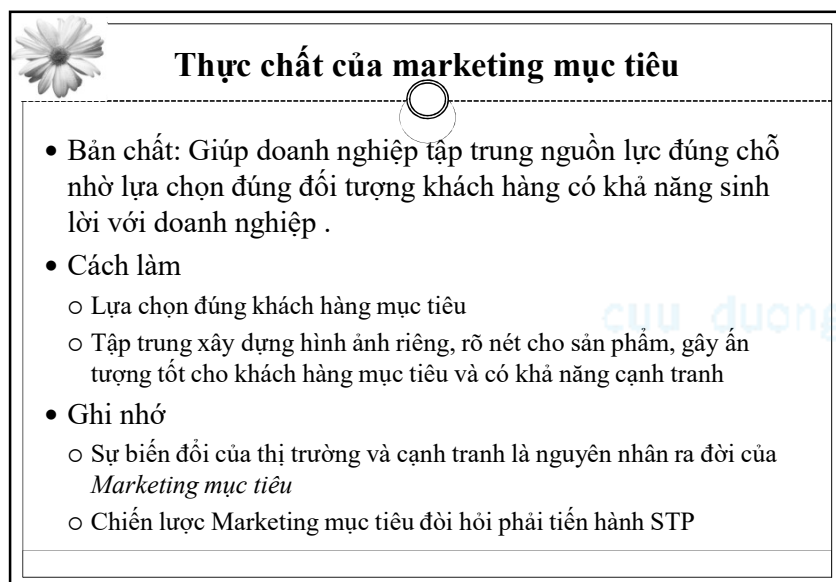 Thực chất của marketing mục tiêu
• Bản chất: Giúp doanh nghiệp tập trung nguồn lực đúng chỗ
nhờ lựa chọn đúng đối tượng khách hàng có khả năng sinh
lời với doanh nghiệp .
• Cách làm
○ Lựa chọn đúng khách hàng mục tiêu
cuu duong
○ Tập trung xây dựng hình ảnh riêng, rõ nét cho sản phẩm, gây ấn
tượng tốt cho khách hàng mục tiêu và có khả năng cạnh tranh
• Ghi nhớ
○ Sự biến đổi của thị trường và cạnh tranh là nguyên nhân ra đời của
Marketing mục tiêu
○ Chiến lược Marketing mục tiêu đòi hỏi phải tiến hành STP